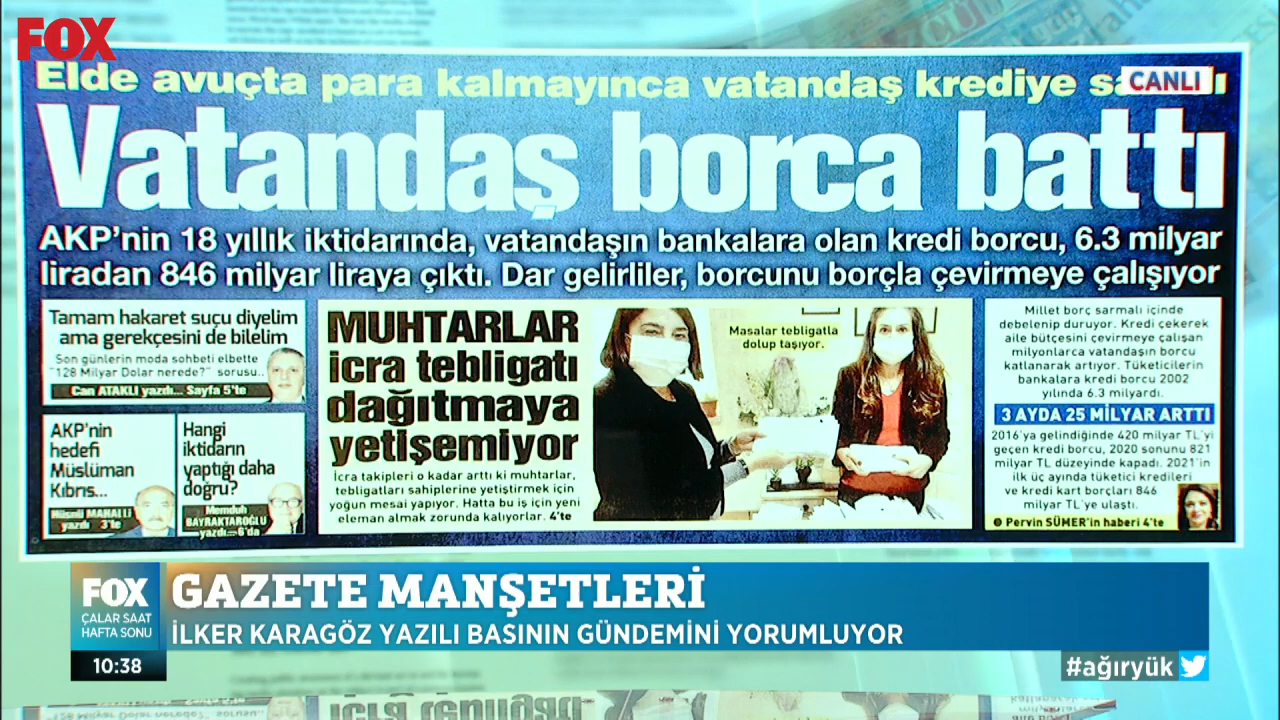 FOX
CANLI
Elde avuçta para kalmayınca vatandaş krediye
Vatandaş borca battı
AKP'nin 18 yıllık iktidarında, vatandaşın bankalara olan kredi borcu, 6.3 milyar
liradan 846 milyar liraya çıktı. Dar gelirliler, borcunu borçla çevirmeye çalışıyor
Tamam hakaret suçu diyelim
ama gerekçesini de bilelim
Son günlerin moda sohbeti elbette
"128 Milyar Dolar nerede?" sorusu..
Can ATAKLI yazdı... Sayfa 5'te
AKP'nin
hedefi
Müslüman
Kıbrıs...
Hüsnü MAHALLİ
yazdı 3'te
Hangi
iktidarın
yaptığı daha
doğru?
Memduh
BAYRAKTAROĞLU
yazdı...6'da
MUHTARLAR
icra tebligatı
dağıtmaya
yetişemiyor
İcra takipleri o kadar arttı ki muhtarlar,
tebligatları sahiplerine yetiştirmek için
yoğun mesai yapıyor. Hatta bu iş için yeni
eleman almak zorunda kalıyorlar. 4'te
Masalar tebligatla
dolup taşıyor.
Millet borç sarmalı içinde
debelenip duruyor. Kredi çekerek
aile bütçesini çevirmeye çalışan
milyonlarca vatandaşın borcu
katlanarak artıyor. Tüketicilerin
bankalara kredi borcu 2002
yılında 6.3 milyardı.
3 AYDA 25 MİLYAR ARTTI
2016'ya gelindiğinde 420 milyar TL'yi
geçen kredi borcu, 2020 sonunu 821
milyar TL düzeyinde kapadı. 2021'in
ilk üç ayında tüketici kredileri
ve kredi kart borçları 846
milyar TL'ye ulaştı.
Pervin SÜMER'in haberi 4'te
FOX
ÇALAR SAAT
HAFTA SONU
10:38
GAZETE MANŞETLERİ
İLKER KARAGÖZ YAZILI BASININ GÜNDEMİNİ YORUMLUYOR
#ağıryük